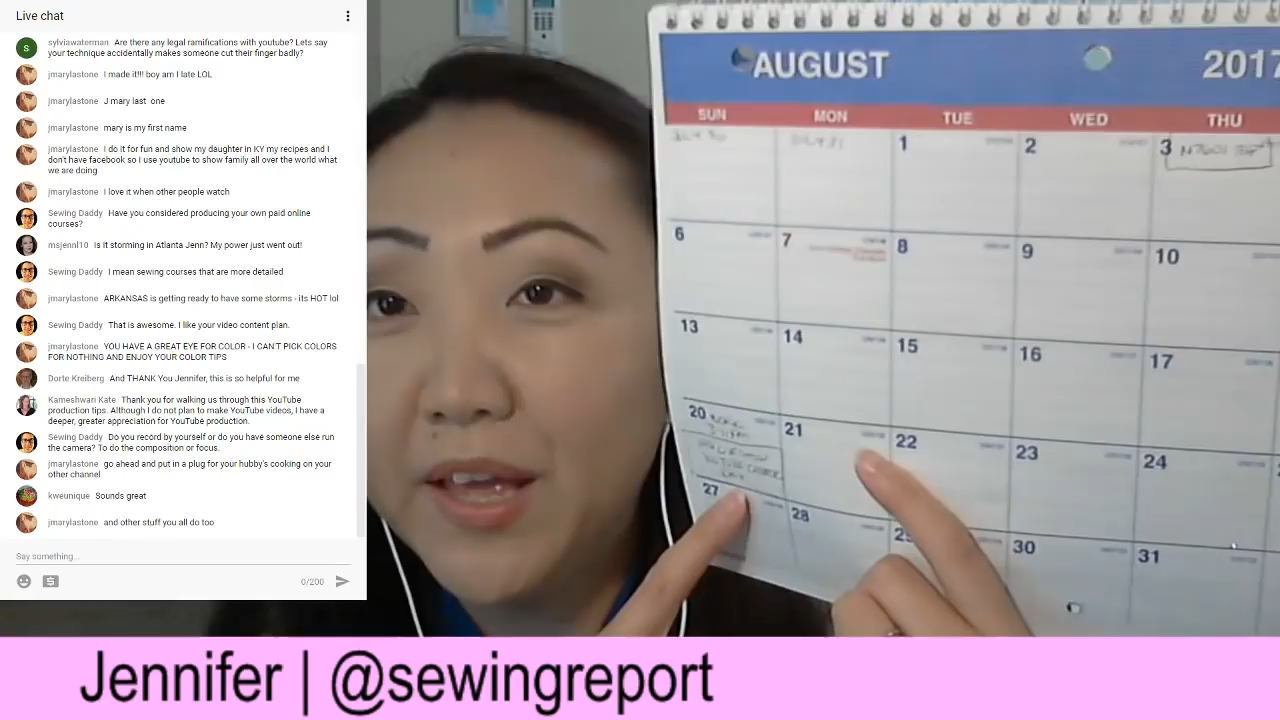 Live chat
S
sylviawaterman Are there any legal ramifications with youtube? Lets say
your technique accidentally makes someone cut their finger badly?
jmarylastone I made it!!! boy am I late LOL
jmarylastone J mary last one
jmarylastone mary is my first name
jmarylastone I do it for fun and show my daughter in KY my recipes and I
don't have facebook so I use youtube to show family all over the world what
we are doing
jmarylastone I love it when other people watch
Sewing Daddy Have you considered producing your own paid online
courses?
msjennl10 Is it storming in Atlanta Jenn? My power just went out!
Sewing Daddy I mean sewing courses that are more detailed
jmarylastone ARKANSAS is getting ready to have some storms - its HOT lol
Sewing Daddy That is awesome. I like your video content plan.
jmarylastone YOU HAVE A GREAT EYE FOR COLOR - I CAN'T PICK COLORS
FOR NOTHING AND ENJOY YOUR COLOR TIPS
Dorte Kreiberg And THANK You Jennifer, this is so helpful for me
Kameshwari Kate Thank you for walking us through this YouTube
production tips. Although I do not plan to make YouTube videos, I have a
deeper, greater appreciation for YouTube production.
Sewing Daddy Do you record by yourself or do you have someone else run
the camera? To do the composition or focus.
jmarylastone go ahead and put in a plug for your hubby's cooking on your
other channel
kweunique Sounds great
jmarylastone and other stuff you all do too
Say something...
0/200
AUGUST 2017
SUN MON TUE WED THU
1 2 3
6 7 8 9 10
13 14 15 16 17
20 21 22 23 24
27 28 30 31
Jennifer | @sewingreport